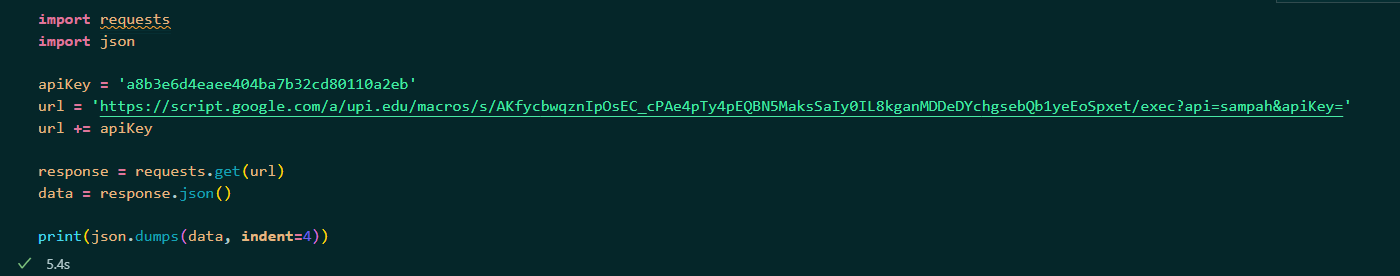 import requests
import json
apiKey = 'a8b3e6d4eaee404ba7b32cd80110a2eb'
url = 'https://script.google.com/a/upi.edu/macros/s/AKfycbwqznIpOsEC_cPAe4pTy4pEQBN5MaksSaIy0IL8kganMDDeDYchgsebQb1yeEoSpxet/exec?api=sampah&apiKey='
url += apiKey
response = requests.get(url)
data = response.json()
print(json.dumps(data, indent=4))
5.4s